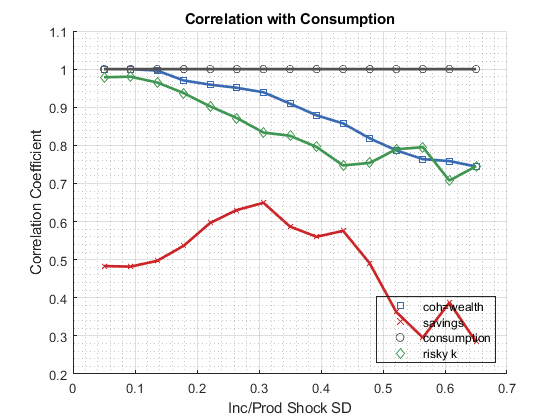 Correlation with Consumption
1.1
1
0.9
0.8
0.7
0.6
0.5
0.4
0.3
0.2
Correlation Coefficient
coh=wealth
savings
consumption
risky k
0
0.1
0.2
0.3
0.4
0.5
0.6
0.7
Inc/Prod Shock SD